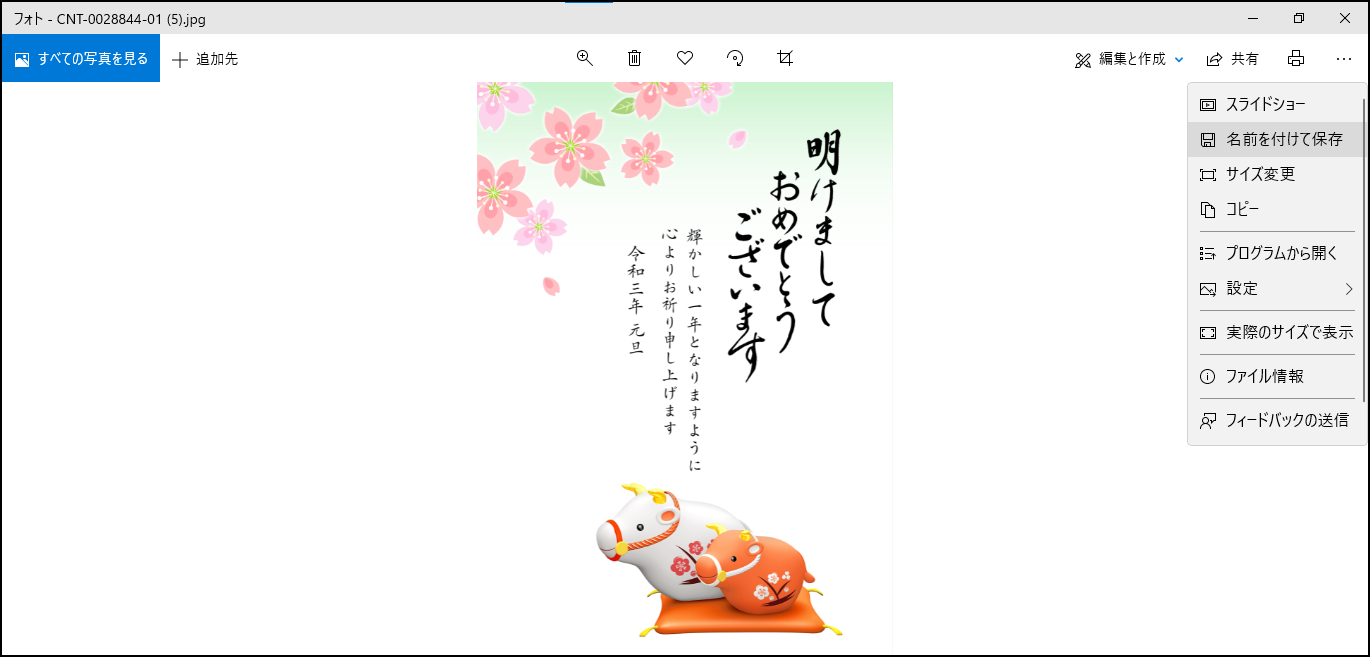 フォト - CNT-0028844-01 (5).jpg
すべての写真を見る
追加先
編集と作成
共有
スライドショー
名前を付けて保存
サイズ変更
コピー
プログラムから開く
設定
実際のサイズで表示
ファイル情報
フィードバックの送信
明けまして
おめでとう
ございます
輝かしい一年となりますように
心よりお祈り申し上げます
令和三年 元旦